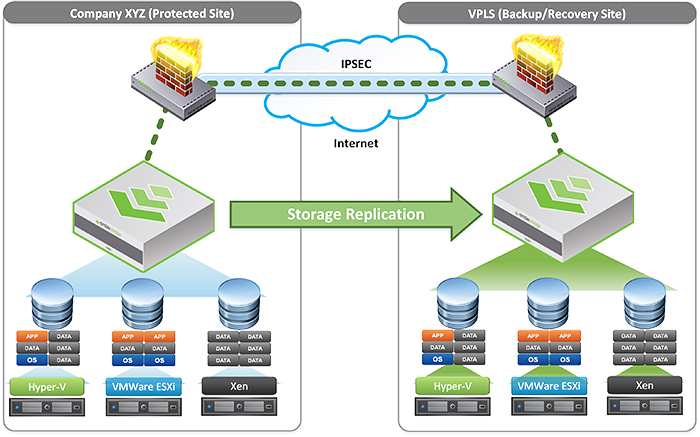 Company XYZ (Protected Site)
VPLS (Backup/Recovery Site)
IPSEC
Internet
Storage Replication
APP DATA
DATA DATA
OS DATA
APP APP
DATA DATA
OS OS
DATA DATA
DATA DATA
DATA DATA
Hyper-V
VMWare ESXi
Xen
APP DATA
DATA DATA
OS DATA
APP APP
DATA DATA
OS OS
DATA DATA
DATA DATA
DATA DATA
Hyper-V
VMWare ESXi
Xen